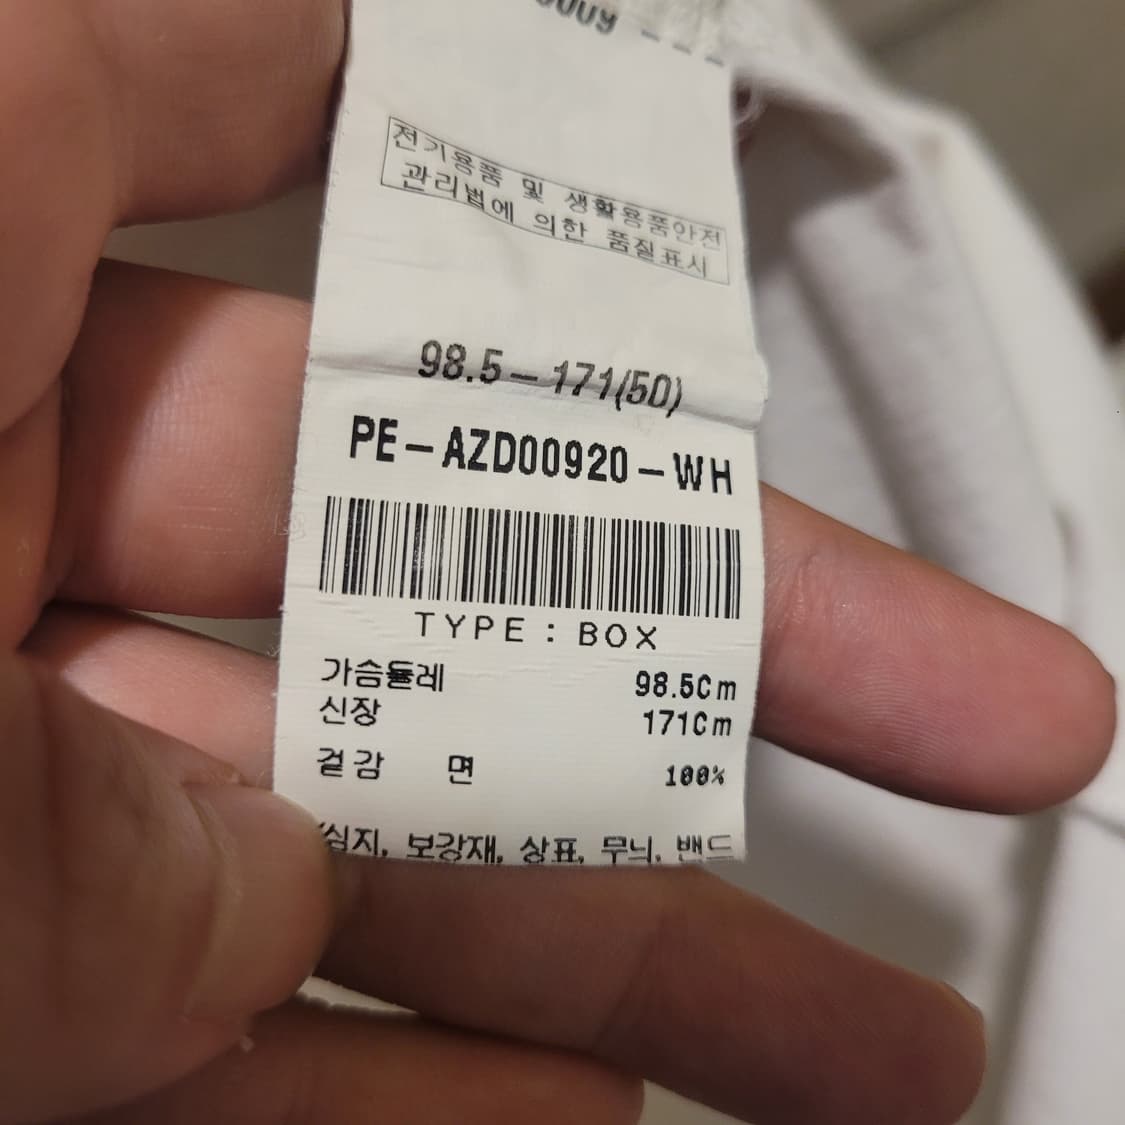 전기용품 및 생활용품안전
관리법에 의한 품질표시
98.5-171(50)
PE-AZD00920-WH
TYPE : BOX
가슴둘레 98.5Cm
신장 171Cm
겉감 면 100%
심지, 보강재, 상표, 무늬, 밴드